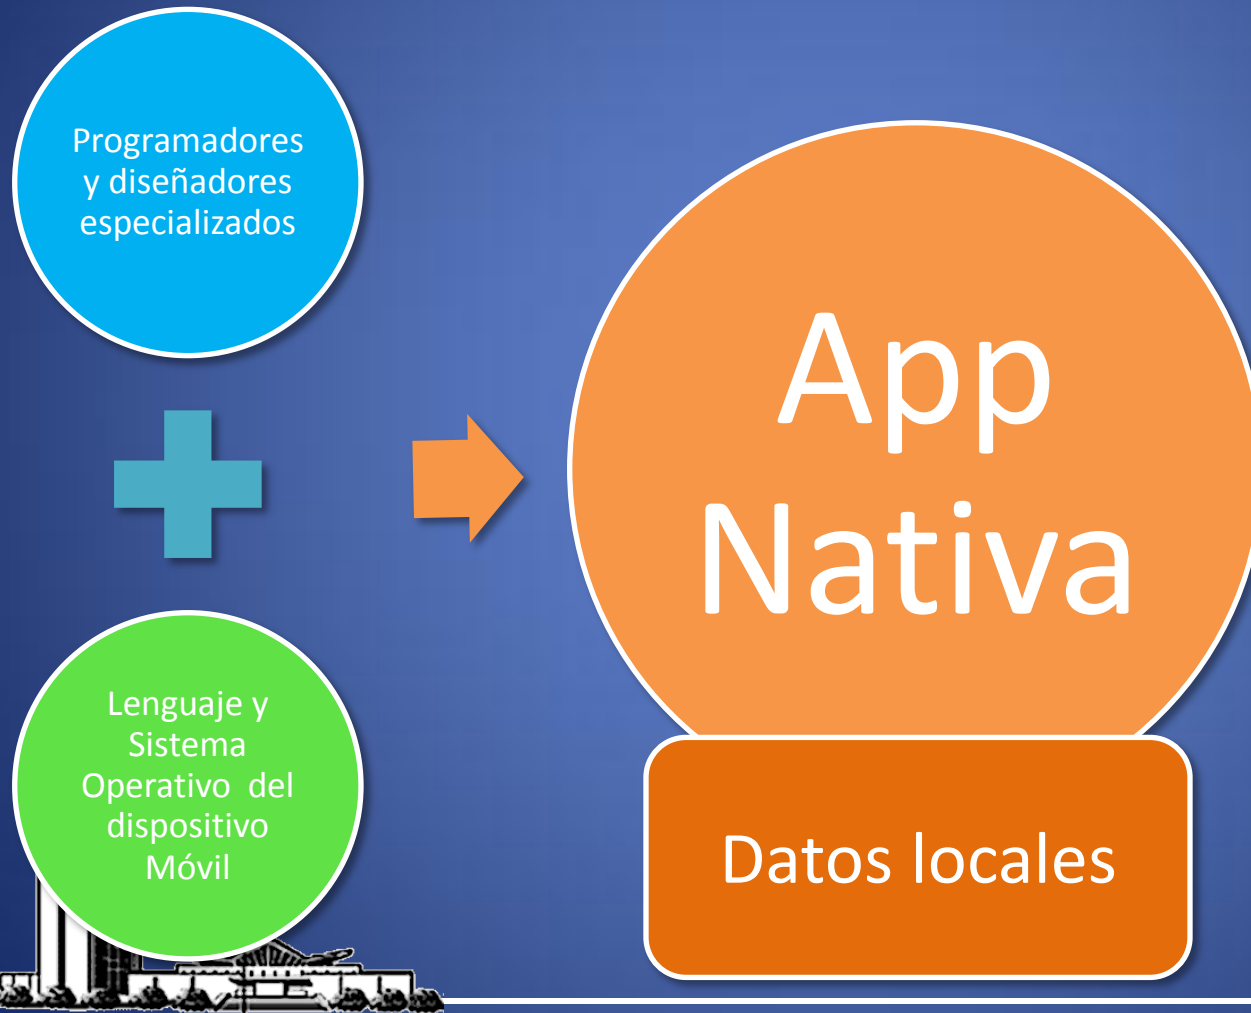 Programadores
y diseñadores
especializados
Lenguaje y
Sistema
Operativo del
dispositivo
Móvil
App
Nativa
Datos locales